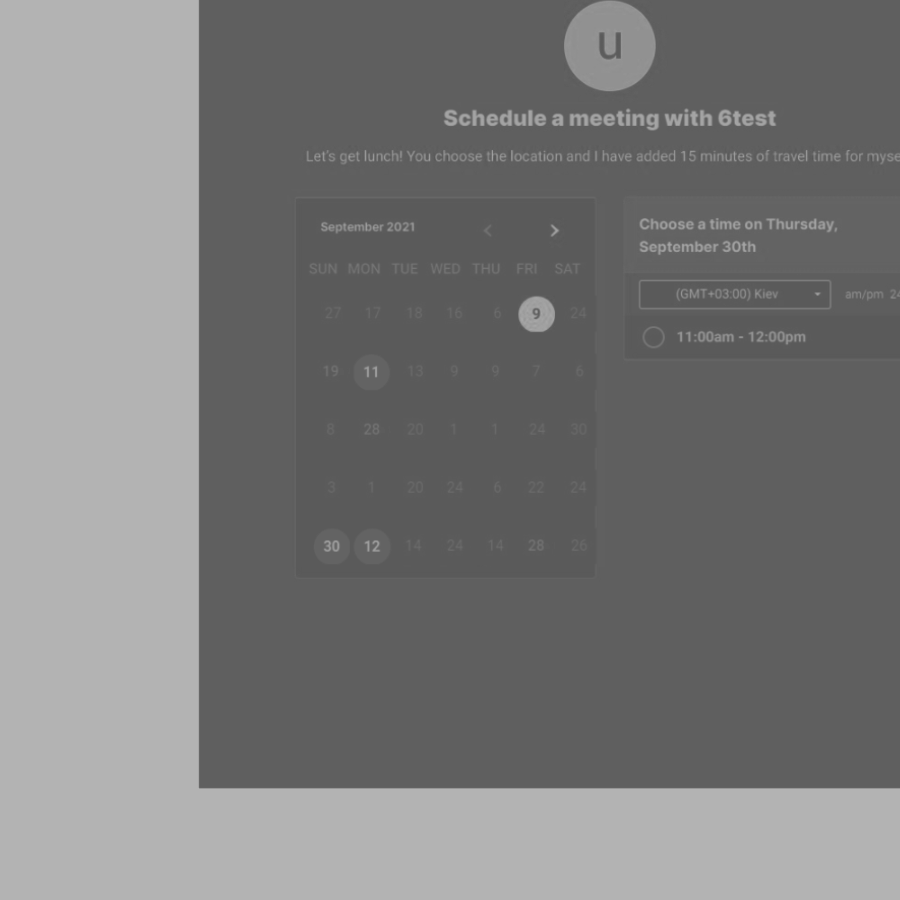 u
Schedule a meeting with 6test
Let's get lunch! You choose the location and I have added 15 minutes of travel time for myse
September 2021
SUN MON TUE WED THU FRI SAT
27 17 18 16 6 9 24
19 11 13 9 9 7 6
8 28 20 1 1 24 30
3 1 20 24 6 22 24
30 12 14 24 14 28 26
Choose a time on Thursday,
September 30th
(GMT+03:00) Kiev am/pm 24
11:00am - 12:00pm